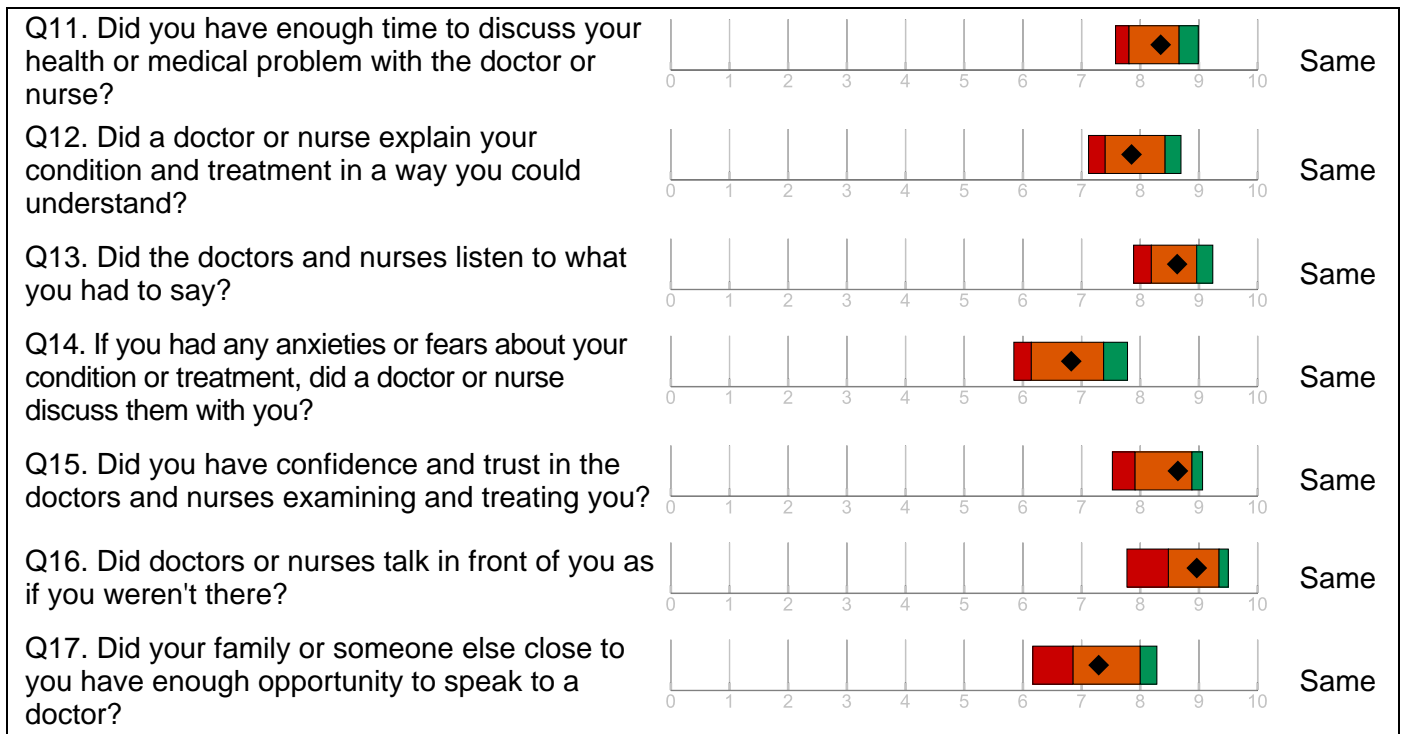 Q11. Did you have enough time to discuss your
health or medical problem with the doctor or
nurse?
0 1 2 3 4 5 6 7 8 9 10
Same
Q12. Did a doctor or nurse explain your
condition and treatment in a way you could
understand?
0 1 2 3 4 5 6 7 8 9 10
Same
Q13. Did the doctors and nurses listen to what
you had to say?
0 1 2 3 4 5 6 7 8 9 10
Same
Q14. If you had any anxieties or fears about your
condition or treatment, did a doctor or nurse
discuss them with you?
0 1 2 3 4 5 6 7 8 9 10
Same
Q15. Did you have confidence and trust in the
doctors and nurses examining and treating you?
0 1 2 3 4 5 6 7 8 9 10
Same
Q16. Did doctors or nurses talk in front of you as
if you weren't there?
0 1 2 3 4 5 6 7 8 9 10
Same
Q17. Did your family or someone else close to
you have enough opportunity to speak to a
doctor?
0 1 2 3 4 5 6 7 8 9 10
Same